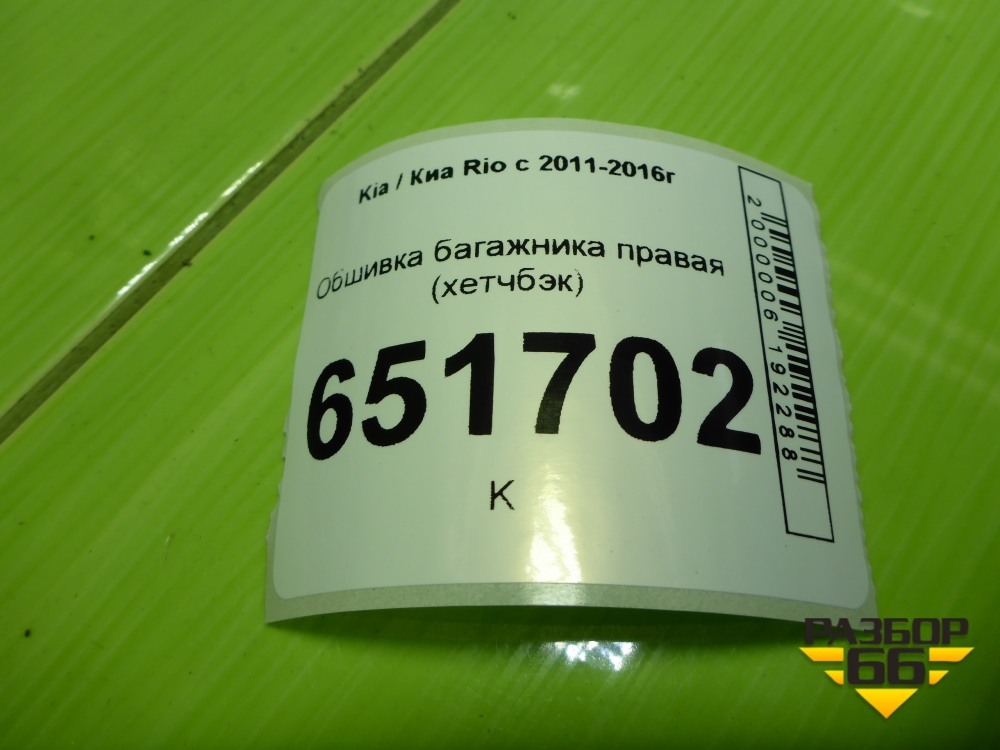 Kia / Киа Rio с 2011-2016г
Обшивка багажника правая
(хетчбэк)
651702
К
2000006192288
РАЗБОР
66